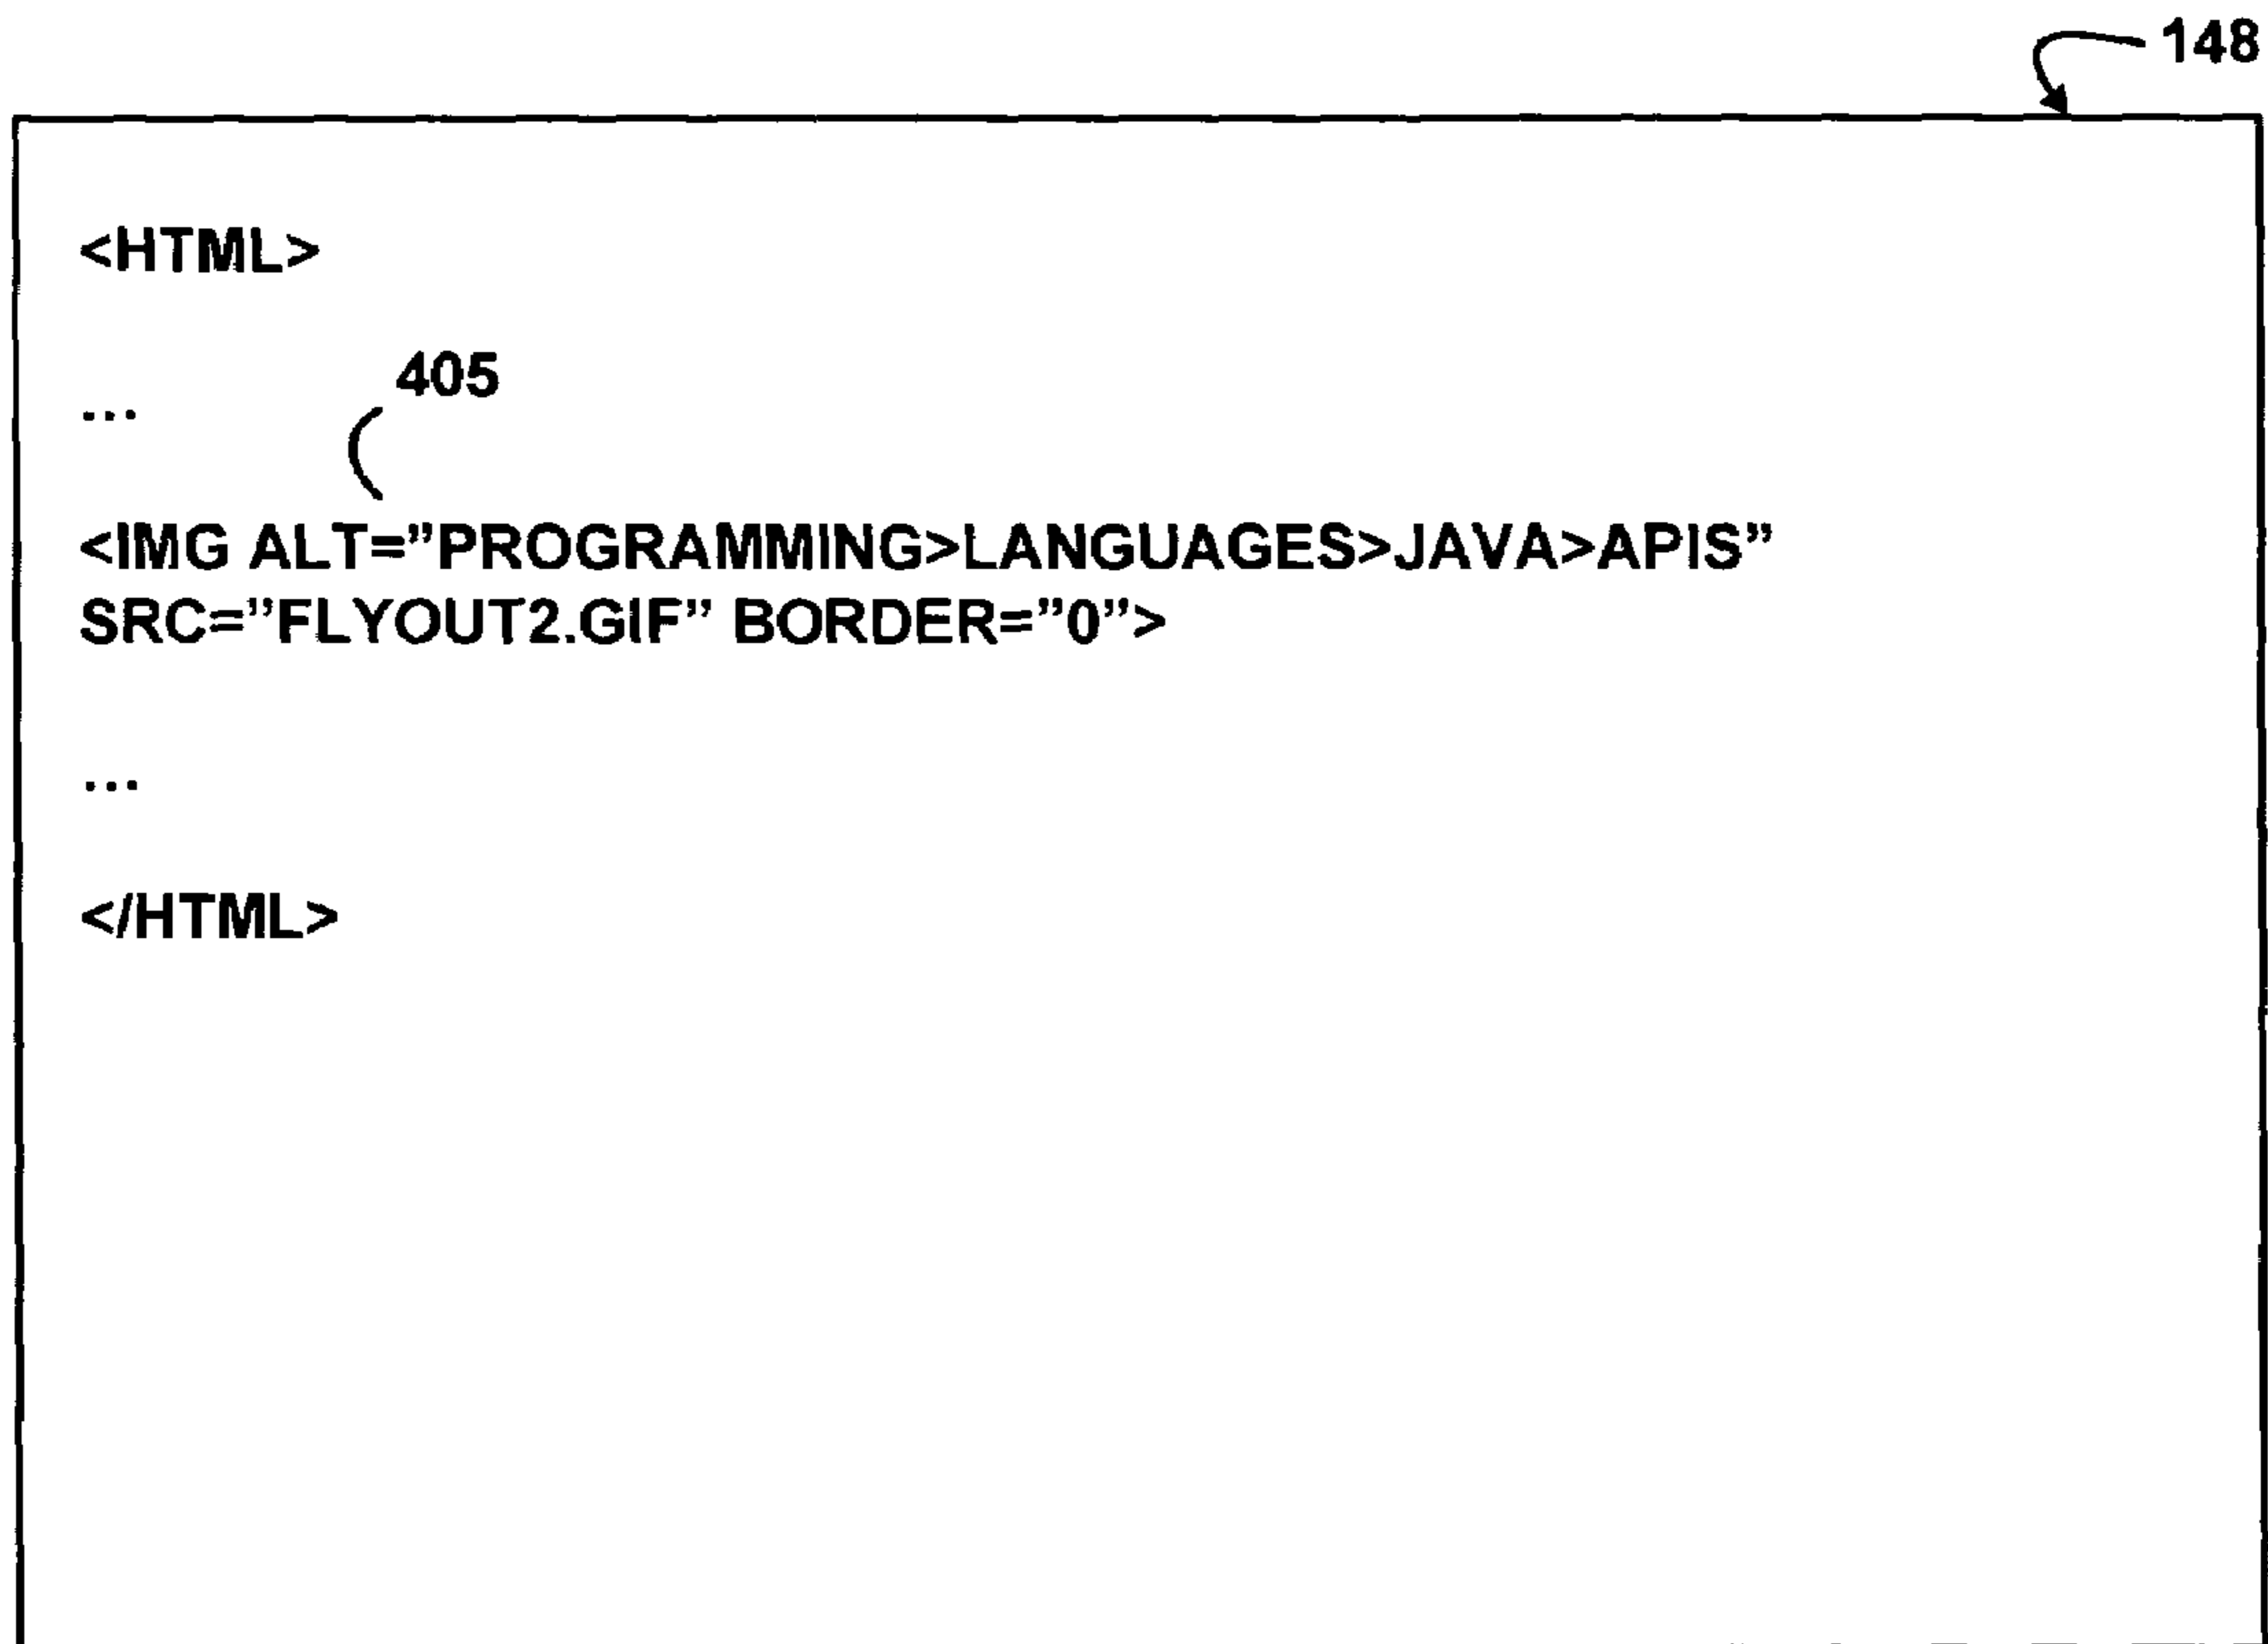 148
<HTML>
405
...
<IMG ALT=”PROGRAMMING>LANGUAGES>JAVA>APIS”
SRC=”FLYOUT2.GIF” BORDER=”0”>
...
</HTML>